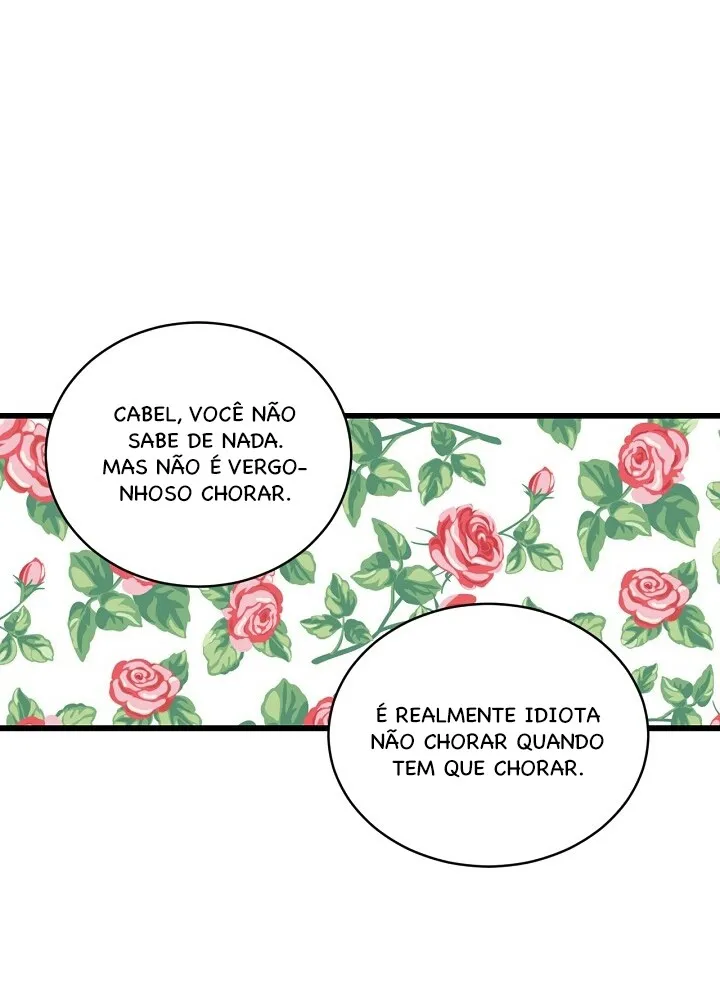 CABEL, VOCÊ NÃO
SABE DE NADA.
MAS NÃO É VERGO-
NHOSO CHORAR.
É REALMENTE IDIOTA
NÃO CHORAR QUANDO
TEM QUE CHORAR.